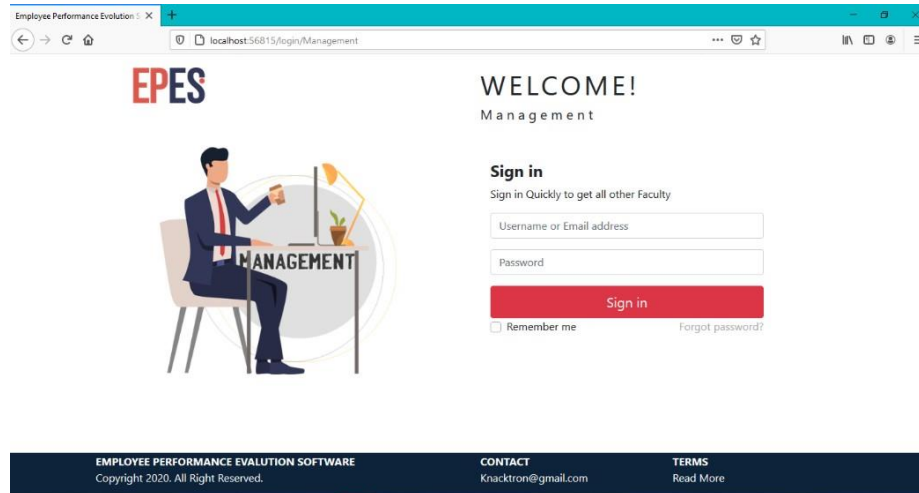 Employee Performance Evolution S
localhost:56815/login/Management
EPES
WELCOME!
Management
MANAGEMENT
Sign in
Sign in Quickly to get all other Faculty
Username or Email address
Password
Sign in
Remember me
Forgot password?
EMPLOYEE PERFORMANCE EVALUTION SOFTWARE
Copyright 2020. All Right Reserved.
CONTACT
Knacktron@gmail.com
TERMS
Read More